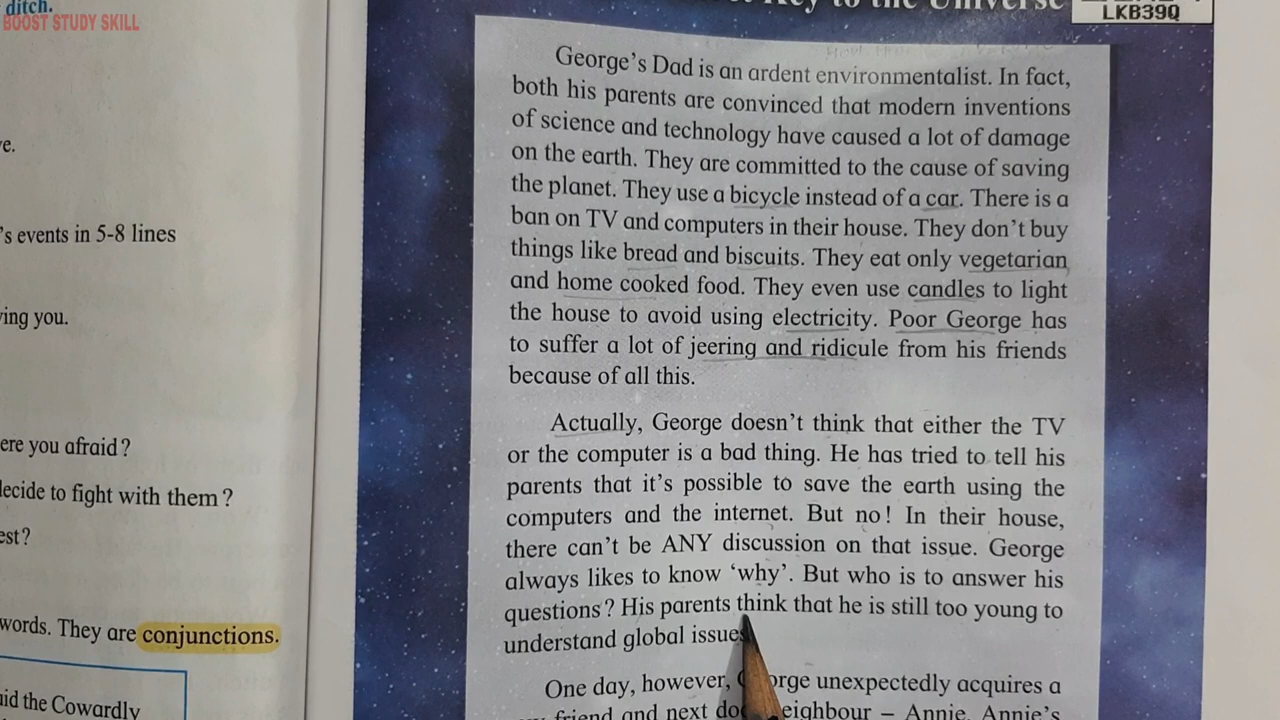 ditch.
BOOST STUDY SKILL
Key to the Universe
LKB39Q
's events in 5-8 lines
ving you.
ere you afraid?
decide to fight with them?
est?
words. They are conjunctions.
aid the Cowardly
George's Dad is an ardent environmentalist. In fact,
both his parents are convinced that modern inventions
of science and technology have caused a lot of damage
on the earth. They are committed to the cause of saving
the planet. They use a bicycle instead of a car. There is a
ban on TV and computers in their house. They don't buy
things like bread and biscuits. They eat only vegetarian
and home cooked food. They even use candles to light
the house to avoid using electricity. Poor George has
to suffer a lot of jeering and ridicule from his friends
because of all this.
Actually, George doesn't think that either the TV
or the computer is a bad thing. He has tried to tell his
parents that it's possible to save the earth using the
computers and the internet. But no! In their house,
there can't be ANY discussion on that issue. George
always likes to know 'why'. But who is to answer his
questions? His parents think that he is still too young to
understand global issues
One day, however, George unexpectedly acquires a
friend and next door neighbour – Annie. Annie's